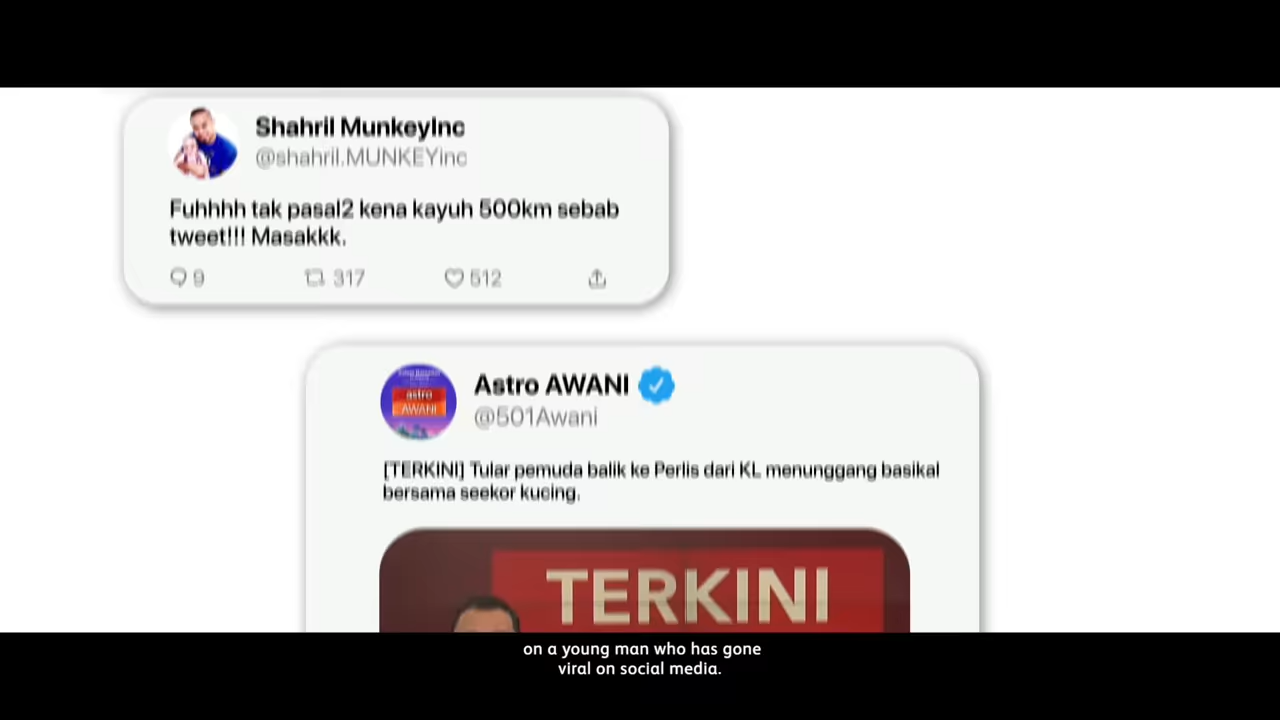 Shahril MunkeyInc
@shahril.MUNKEYinc
Fuhhhh tak pasal2 kena kayuh 500km sebab
tweet!!! Masakkk.
9 317 512
Astro AWANI
@501Awani
astro
AWANI
[TERKINI] Tular pemuda balik ke Perlis dari KL menunggang basikal
bersama seekor kucing.
TERKINI
on a young man who has gone
viral on social media.